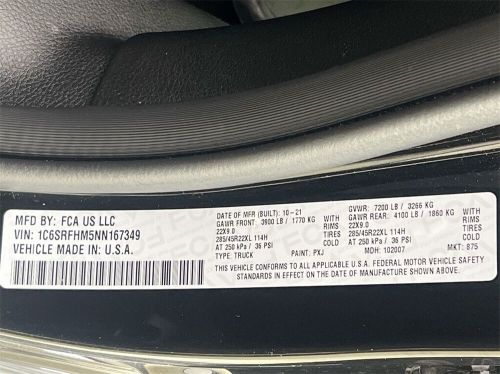 MFD BY: FCA US LLC
VIN: 1C6SRFHM5NN167349
VEHICLE MADE IN U.S.A.
DATE OF MFR (BUILT): 10-21 GVWR: 7200 LB / 3266 KG
GAWR FRONT: 3900 LB / 1770 KG WITH GAWR REAR: 4100 LB / 1860 KG WITH
22X9.0 RIMS 22X9.0 RIMS
285/45R22XL 114H TIRES 285/45R22XL 114H TIRES
AT 250 kPa / 36 PSI COLD AT 250 kPa / 36 PSI COLD
TYPE: TRUCK PAINT: PXJ MDH: 102007 MKT: 875
THIS VEHICLE CONFORMS TO ALL APPLICABLE U.S.A. FEDERAL MOTOR VEHICLE SAFETY
STANDARDS IN EFFECT ON THE DATE OF MANUFACTURE SHOWN ABOVE.